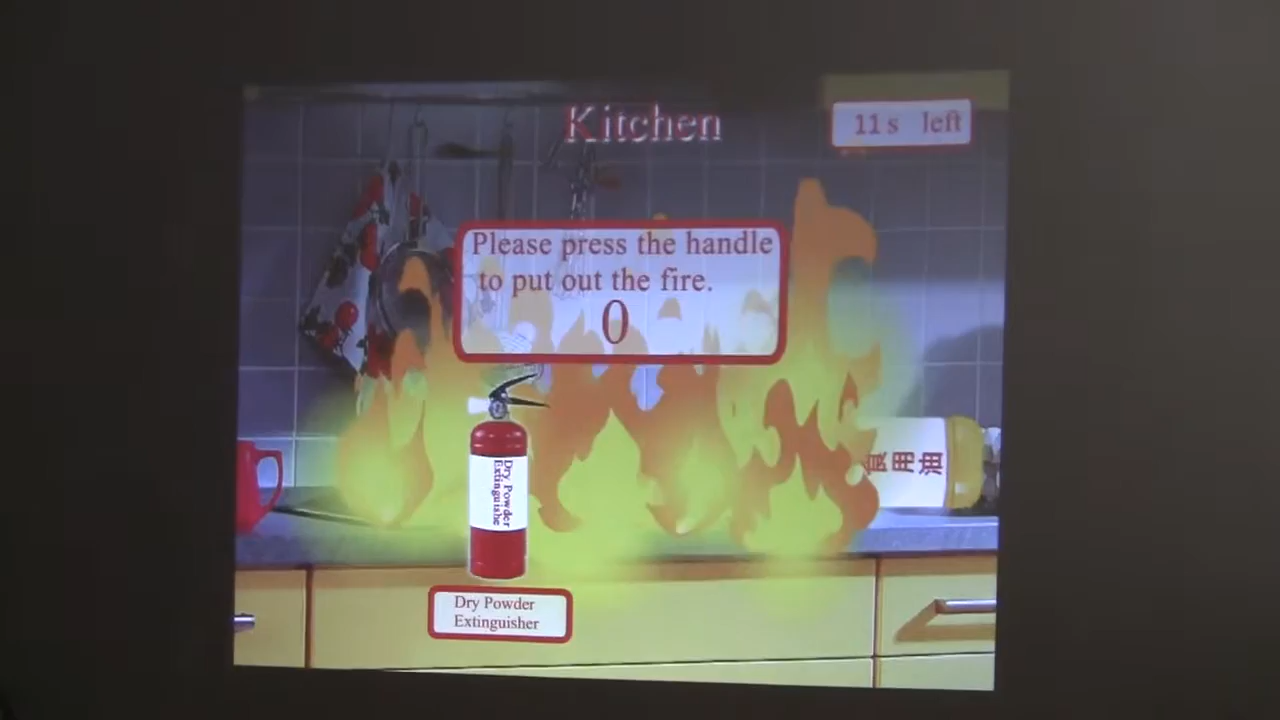 Kitchen
11 s left
Please press the handle
to put out the fire.
0
Dry Powder
Extinguishe
食用油
Dry Powder
Extinguisher